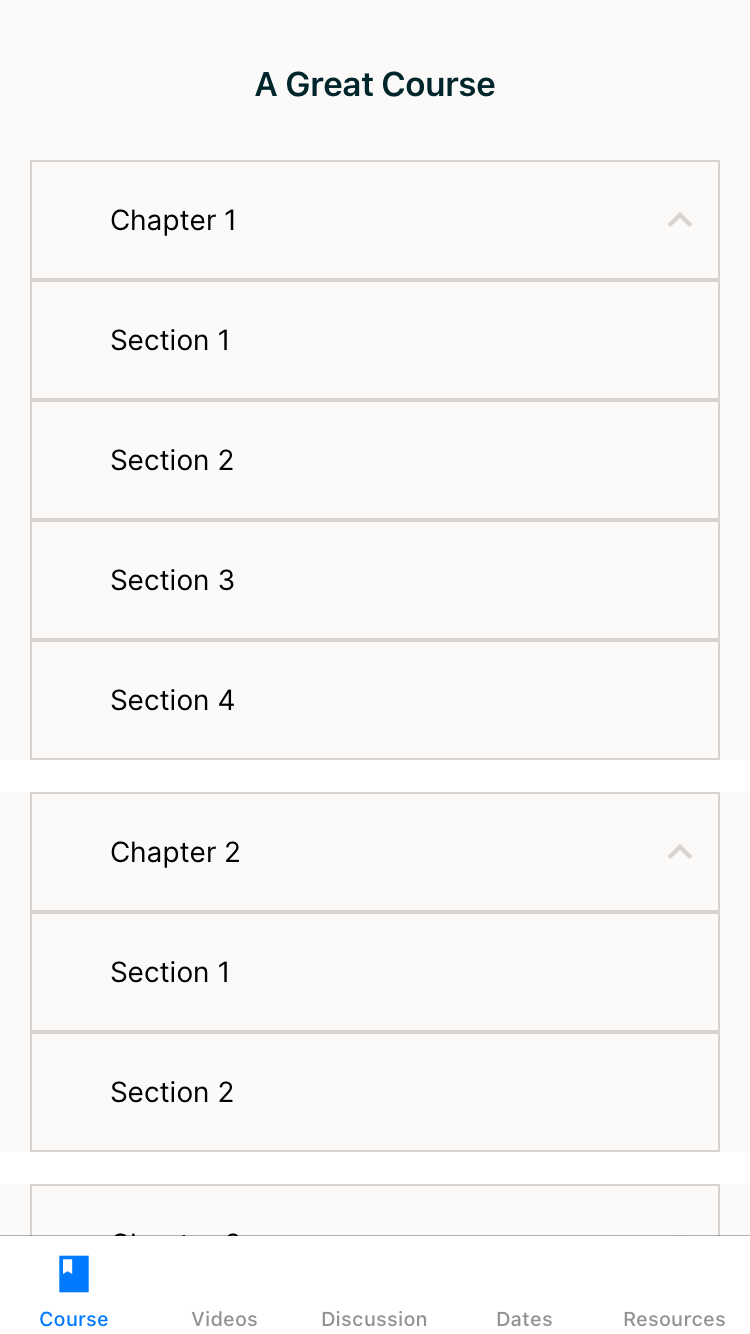 A Great Course
Chapter 1
Section 1
Section 2
Section 3
Section 4
Chapter 2
Section 1
Section 2
Course
Videos
Discussion
Dates
Resources